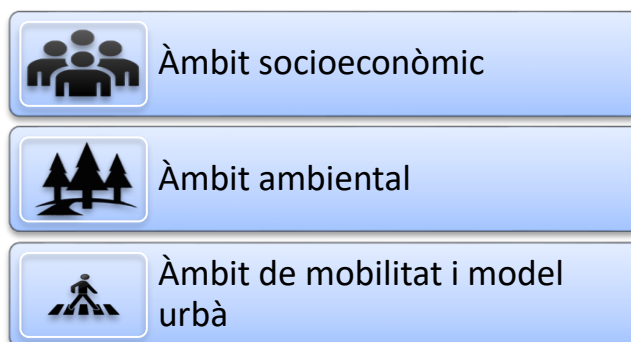 Àmbit socioeconòmic
Àmbit ambiental
Àmbit de mobilitat i model
urbà